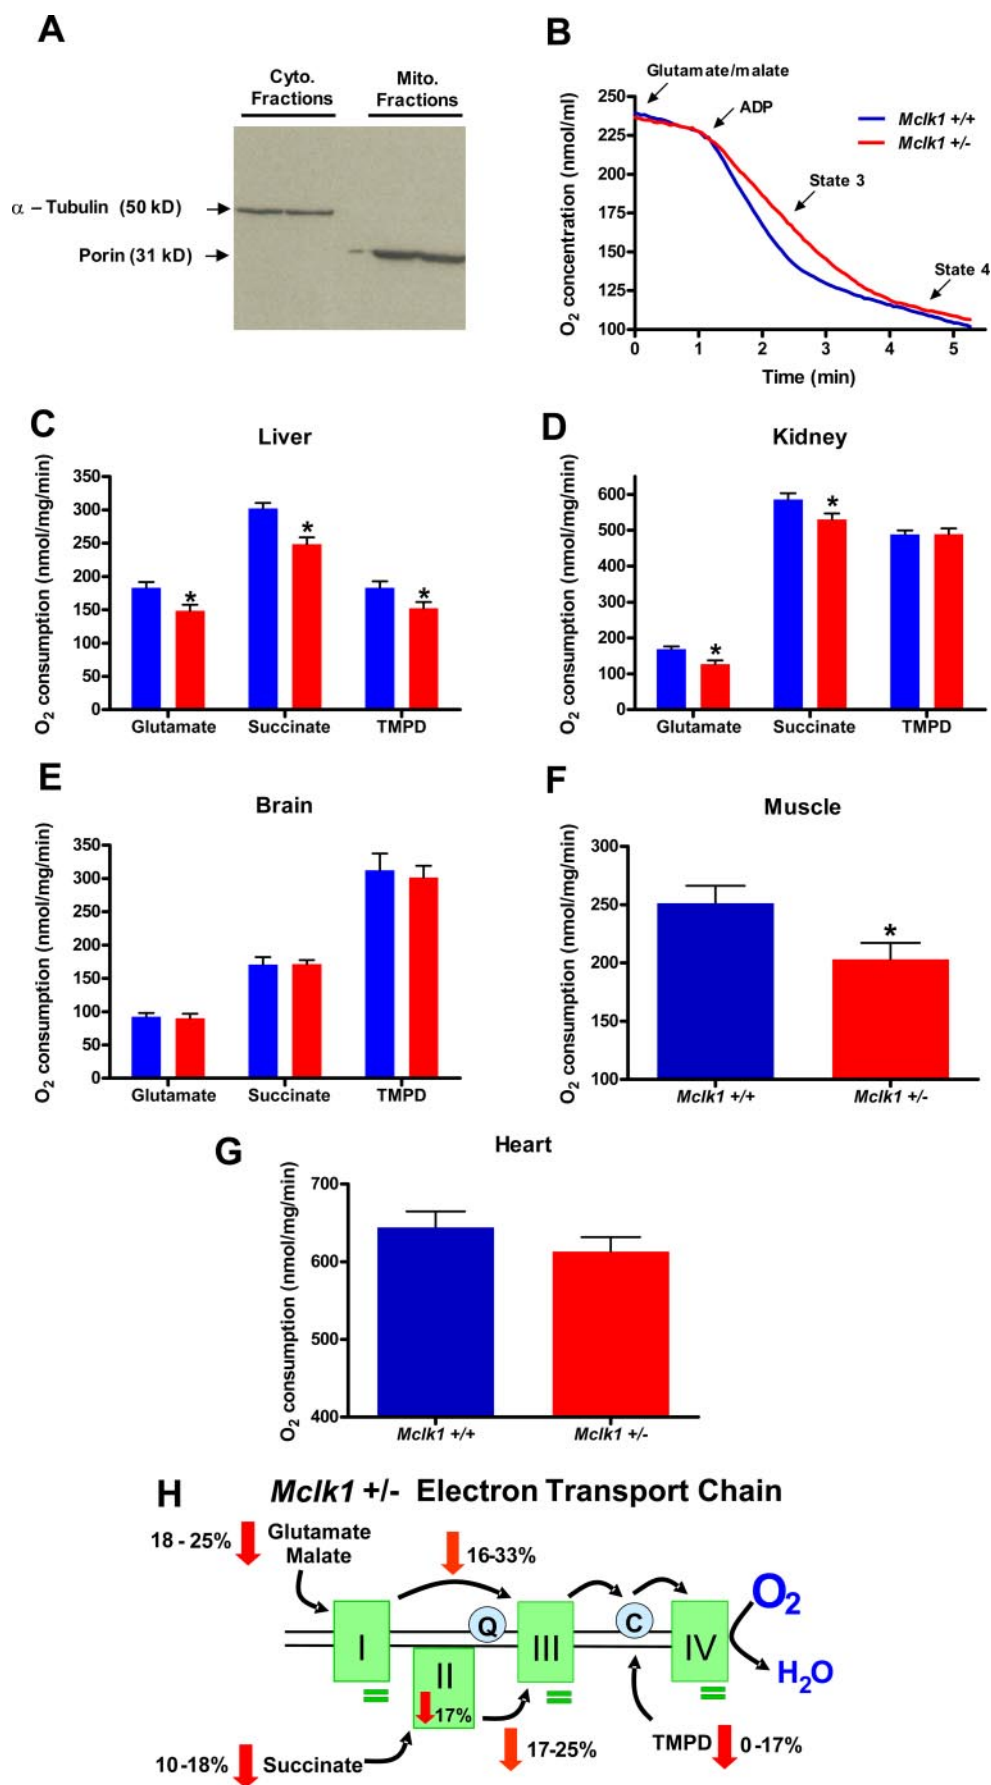 A
Cyto.
Fractions
Mito.
Fractions
α – Tubulin (50 kD)
Porin (31 kD)
B
Glutamate/malate
ADP
Mclk1 +/+
Mclk1 +/-
State 3
State 4
O2 concentration (nmol/ml)
250
225
200
175
150
125
100
0 1 2 3 4 5
Time (min)
C
Liver
O2 consumption (nmol/mg/min)
350
300
250
200
150
100
50
0
* * *
Glutamate Succinate TMPD
D
Kidney
O2 consumption (nmol/mg/min)
600
500
400
300
200
100
0
* *
Glutamate Succinate TMPD
E
Brain
O2 consumption (nmol/mg/min)
350
300
250
200
150
100
50
0
Glutamate Succinate TMPD
F
Muscle
O2 consumption (nmol/mg/min)
300
250
200
150
100
*
Mclk1 +/+ Mclk1 +/-
G
Heart
O2 consumption (nmol/mg/min)
700
600
500
400
Mclk1 +/+ Mclk1 +/-
H
Mclk1 +/- Electron Transport Chain
18 - 25%
Glutamate
Malate
16-33%
I
Q
III
C
IV
O2
H2O
II
17%
=
=
=
10-18%
Succinate
17-25%
TMPD
0 -17%